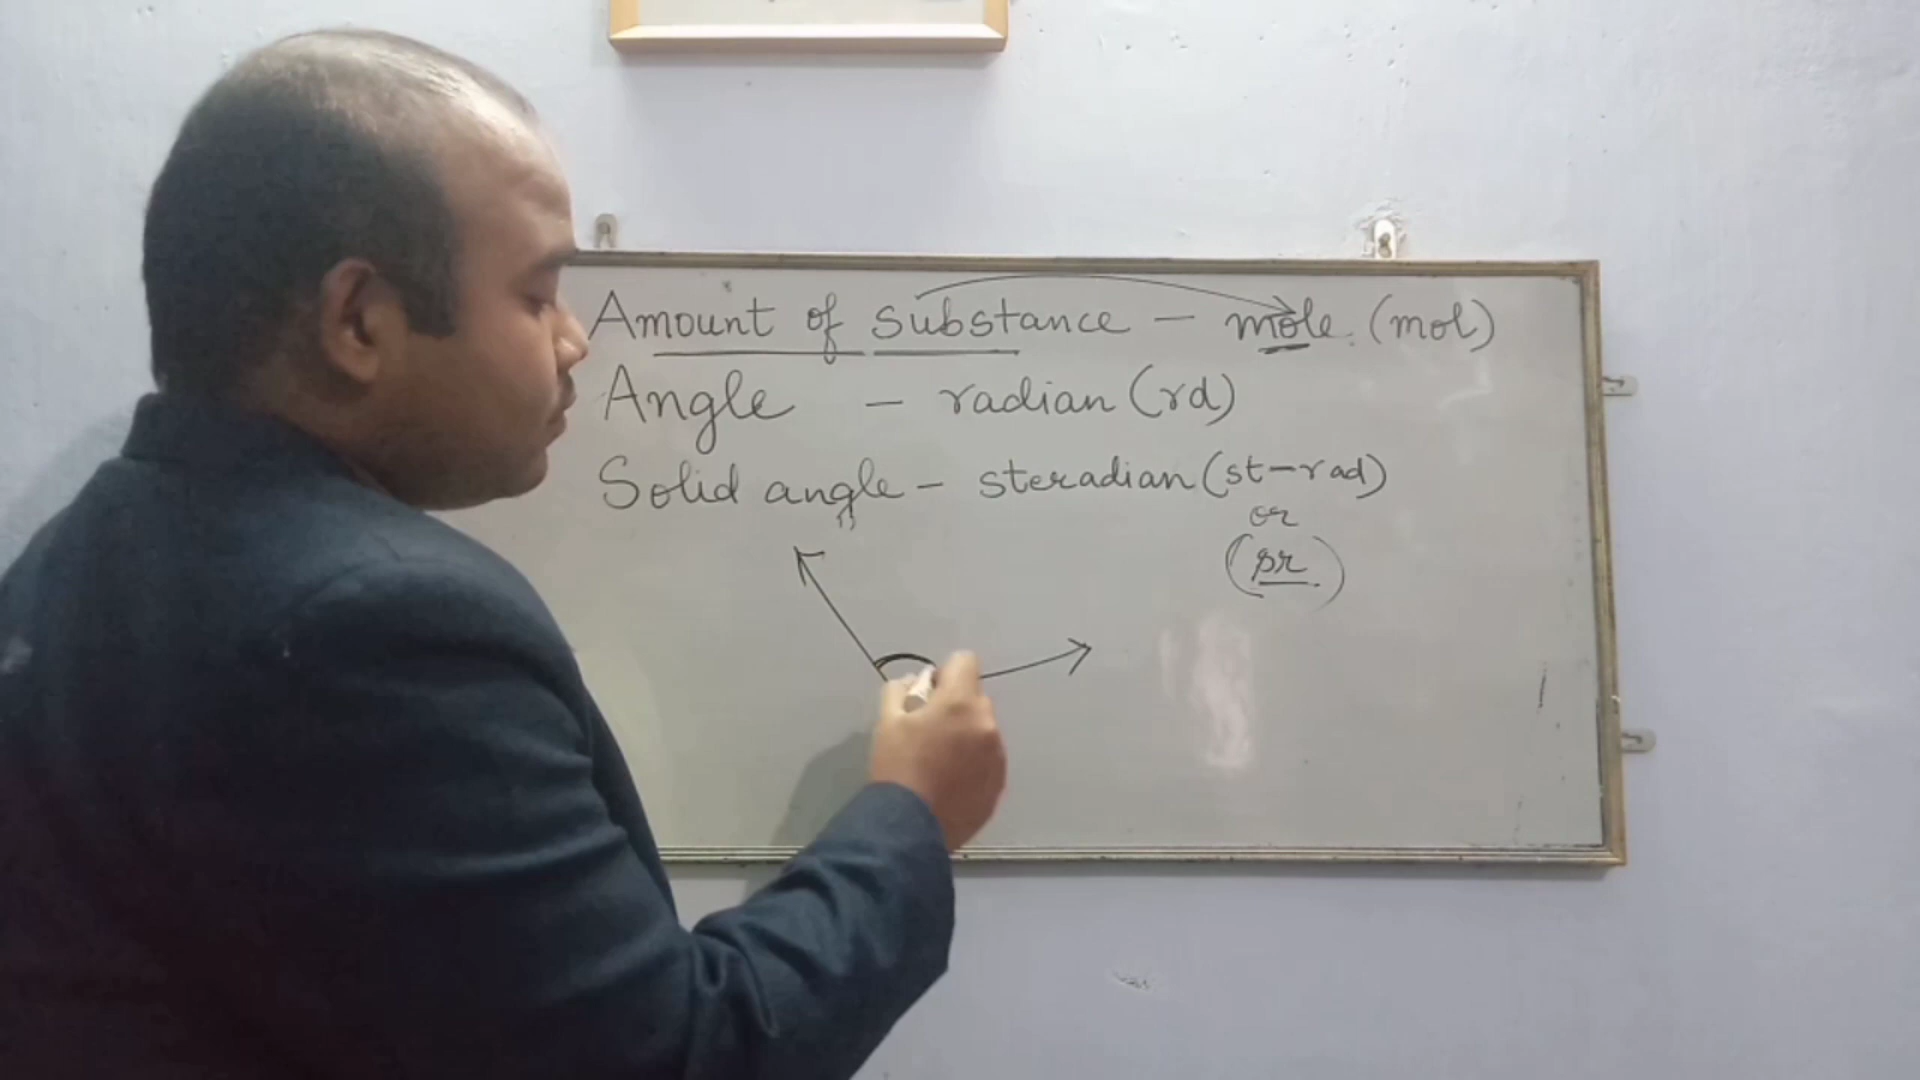 Amount of substance - mole. (mol)
Angle - radian (rd)
Solid angle - steradian (st-rad)
or
(sr.)